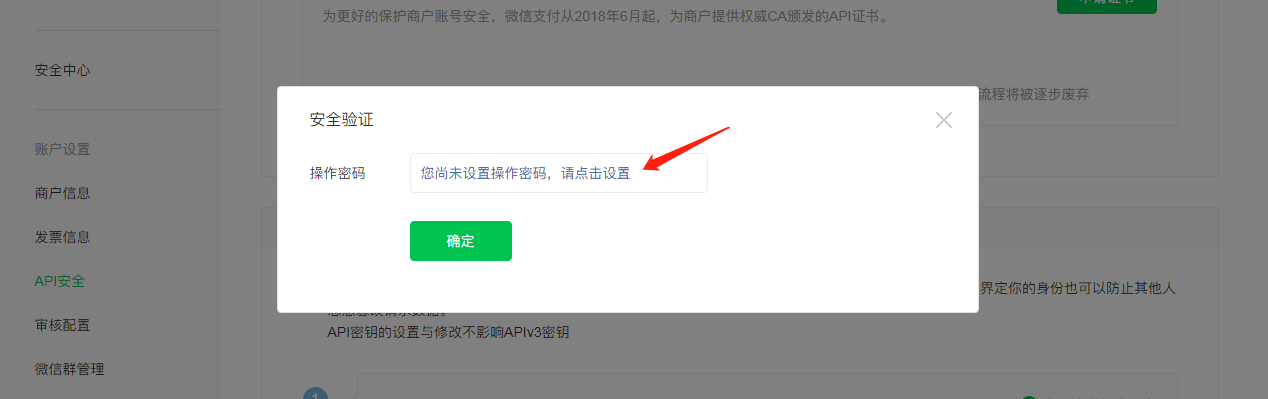 为更好的保护商户账号安全，微信支付从2018年6月起，为商户提供权威CA颁发的API证书。
安全中心
流程将被逐步废弃
安全验证
账户设置
操作密码
您尚未设置操作密码，请点击设置
商户信息
发票信息
确定
API安全
界定你的身份也可以防止其他人
审核配置
API密钥的设置与修改不影响APIv3密钥
微信群管理
1